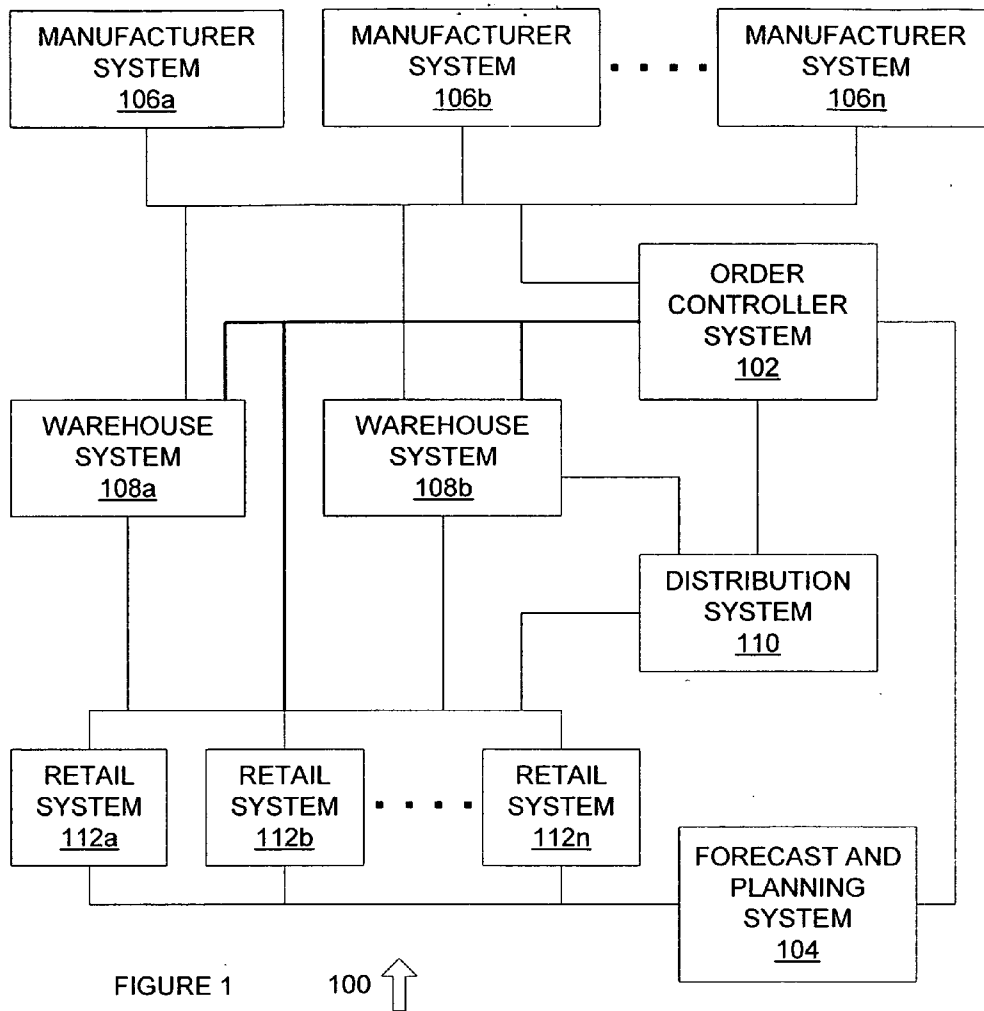 MANUFACTURER
SYSTEM
106a
MANUFACTURER
SYSTEM
106b
MANUFACTURER
SYSTEM
106n
ORDER
CONTROLLER
SYSTEM
102
WAREHOUSE
SYSTEM
108a
WAREHOUSE
SYSTEM
108b
DISTRIBUTION
SYSTEM
110
RETAIL
SYSTEM
112a
RETAIL
SYSTEM
112b
RETAIL
SYSTEM
112n
FORECAST AND
PLANNING
SYSTEM
104
FIGURE 1
100